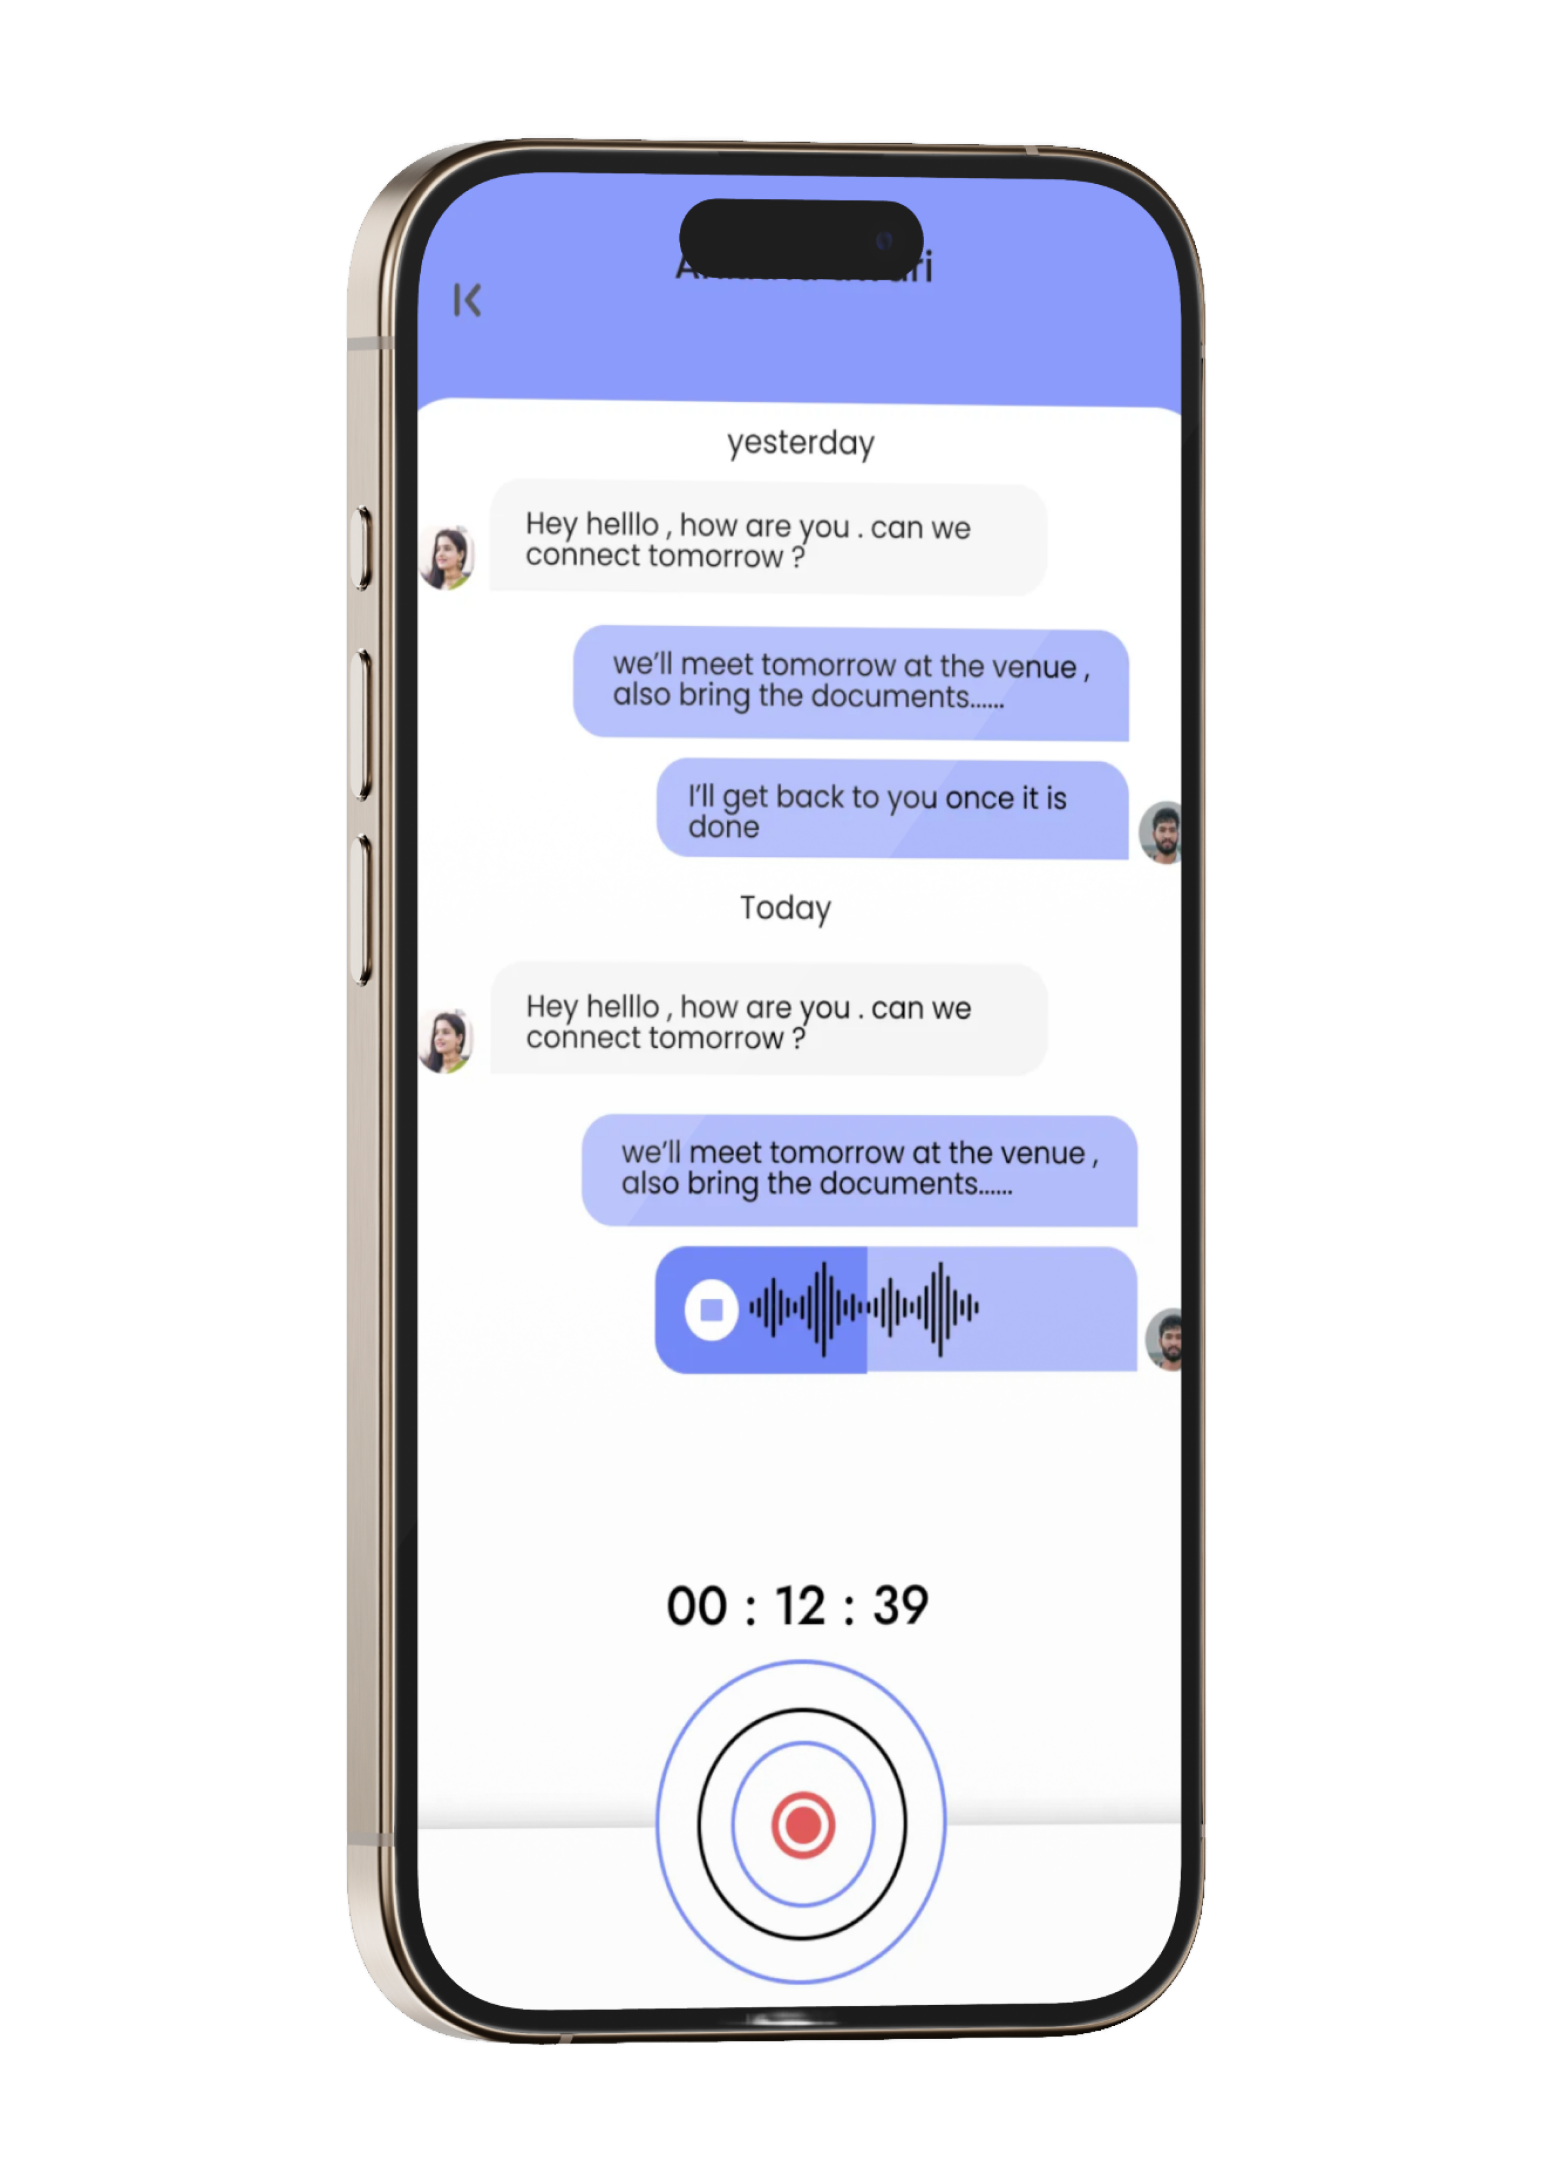 yesterday
Hey helllo , how are you . can we
connect tomorrow ?
we'll meet tomorrow at the venue ,
also bring the documents......
I'll get back to you once it is
done
Today
Hey helllo , how are you . can we
connect tomorrow ?
we'll meet tomorrow at the venue ,
also bring the documents......
00 : 12 : 39